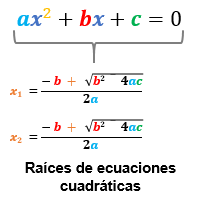 ax² + bx + c = 0
x₁ = (−b + √(b² 4ac)) / 2a
x₂ = (−b + √(b² 4ac)) / 2a
Raíces de ecuaciones
cuadráticas